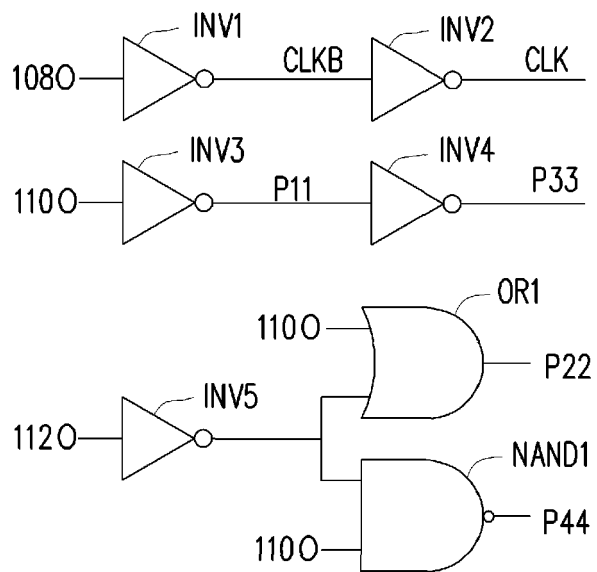 INV1
INV2
108
CLKB
CLK
INV3
INV4
110
P11
P33
OR1
110
P22
INV5
112
NAND1
110
P44